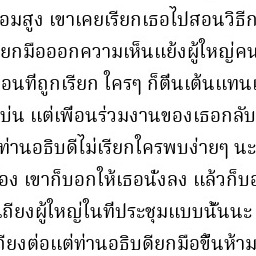 อมสูง เขาเคยเรียกเธอไปสอนวิธีก
ยกมือออกความเห็นแย้งผู้ใหญ่คน
อนที่ถูกเรียก ใครๆ ก็ตื่นเต้นแทนเ
บ่น แต่เพื่อนร่วมงานของเธอกลับ
ท่านอธิบดีไม่เรียกใครพบง่ายๆ นะ
อง เขาก็บอกให้เธอนั่งลง แล้วก็บอ
เถียงผู้ใหญ่ในที่ประชุมแบบนั้นนะ
ถียงต่อแต่ท่านอธิบดียกมือขึ้นห้าม